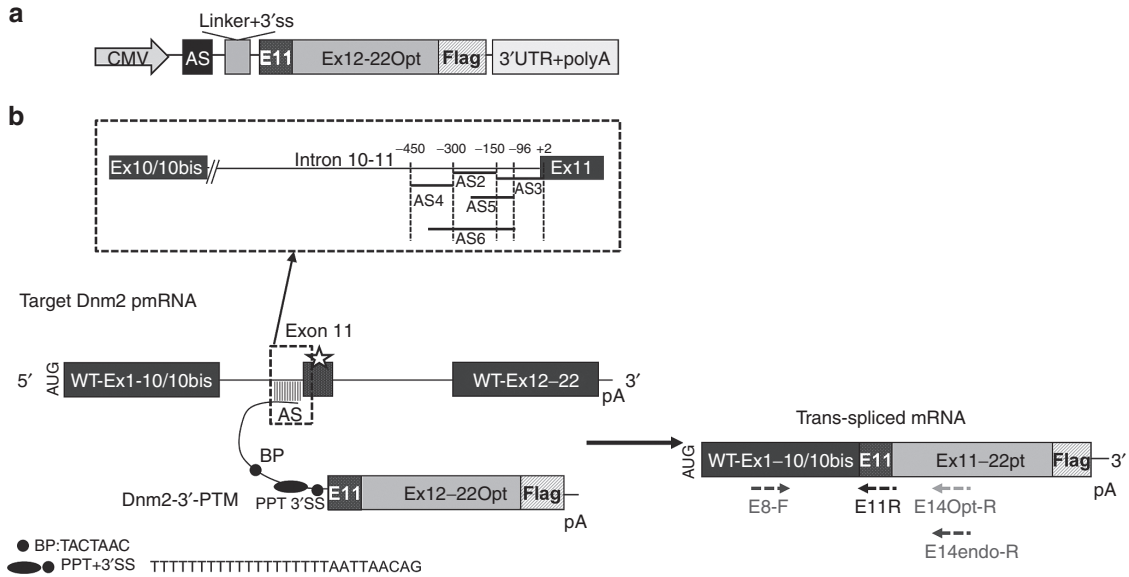 a
Linker+3′ss
CMV
AS
E11
Ex12-22Opt
Flag
3′UTR+polyA
b
−450 −300 −150 −96 +2
Ex10/10bis
Intron 10-11
Ex11
AS2
AS3
AS4
AS5
AS6
Target Dnm2 pmRNA
Exon 11
5′
AUG
WT-Ex1-10/10bis
WT-Ex12–22
3′
pA
AS
BP
Dnm2-3′-PTM
PPT 3′SS
E11
Ex12–22Opt
Flag
pA
Trans-spliced mRNA
AUG
WT-Ex1–10/10bis
E11
Ex11–22pt
Flag
3′
pA
E8-F
E11R
E14Opt-R
E14endo-R
BP:TACTAAC
PPT+3′SS TTTTTTTTTTTTTTTTTTTAATTAACAG